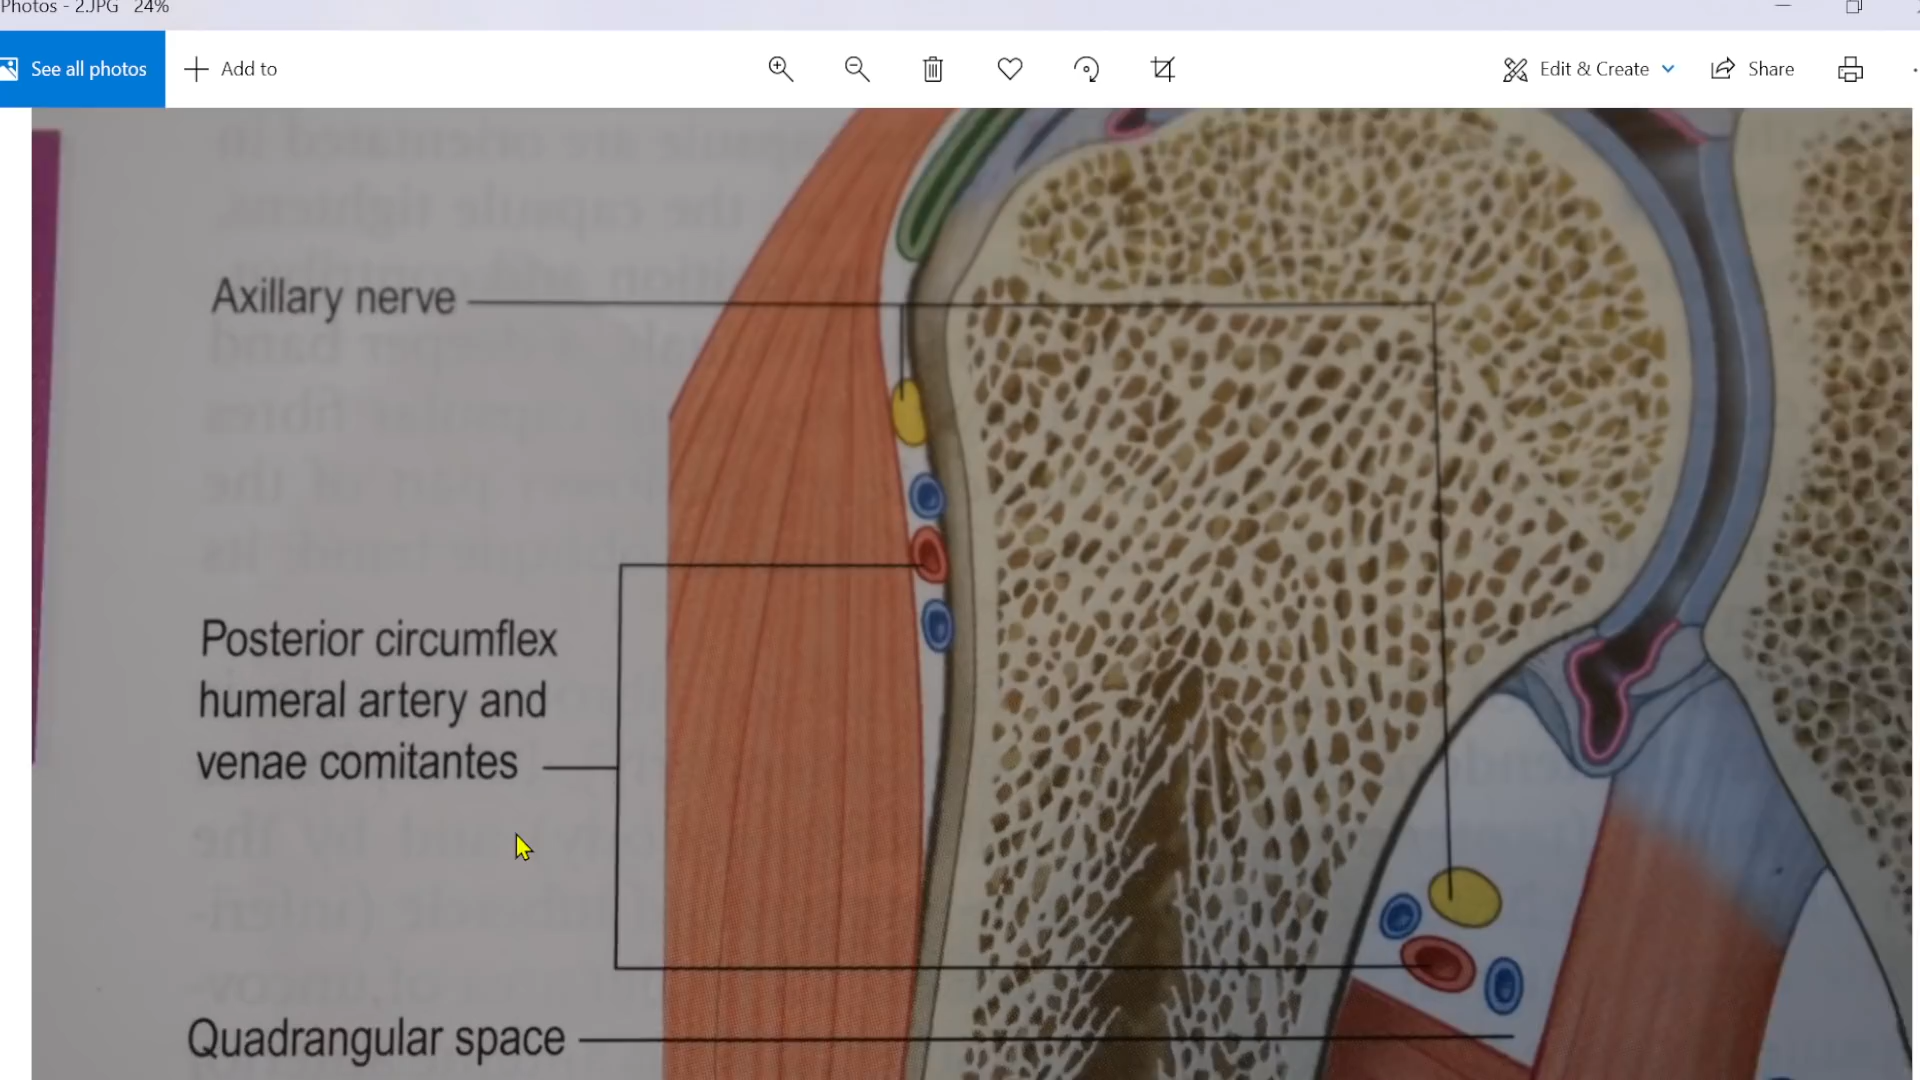 Photos - 2.JPG 24%
See all photos
Add to
Edit & Create
Share
Axillary nerve
Posterior circumflex
humeral artery and
venae comitantes
Quadrangular space